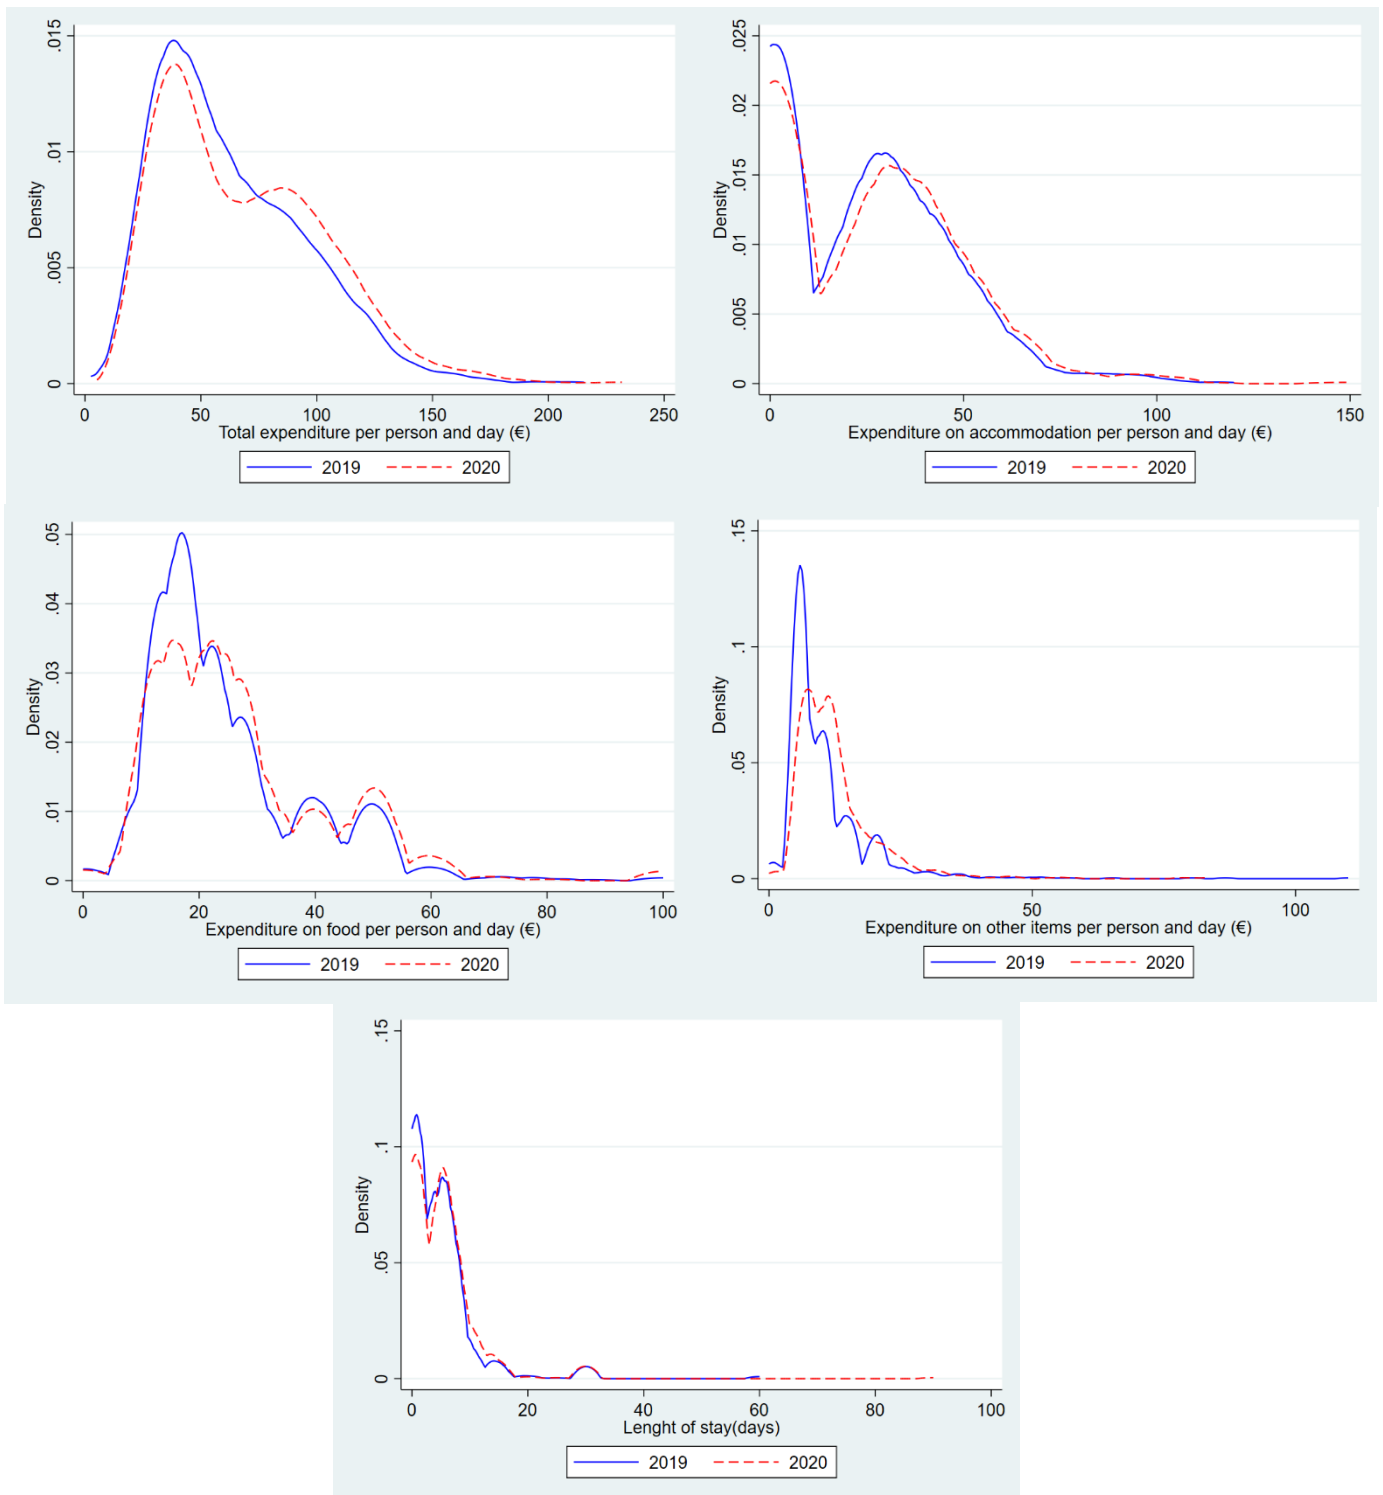 .015
.01
.005
0
Density
0 50 100 150 200 250
Total expenditure per person and day (€)
2019 2020
.025
.02
.015
.01
.005
0
Density
0 50 100 150
Expenditure on accommodation per person and day (€)
2019 2020
.05
.04
.03
.02
.01
0
Density
0 20 40 60 80 100
Expenditure on food per person and day (€)
2019 2020
.15
.1
.05
0
Density
0 50 100
Expenditure on other items per person and day (€)
2019 2020
.15
.1
.05
0
Density
0 20 40 60 80 100
Lenght of stay(days)
2019 2020